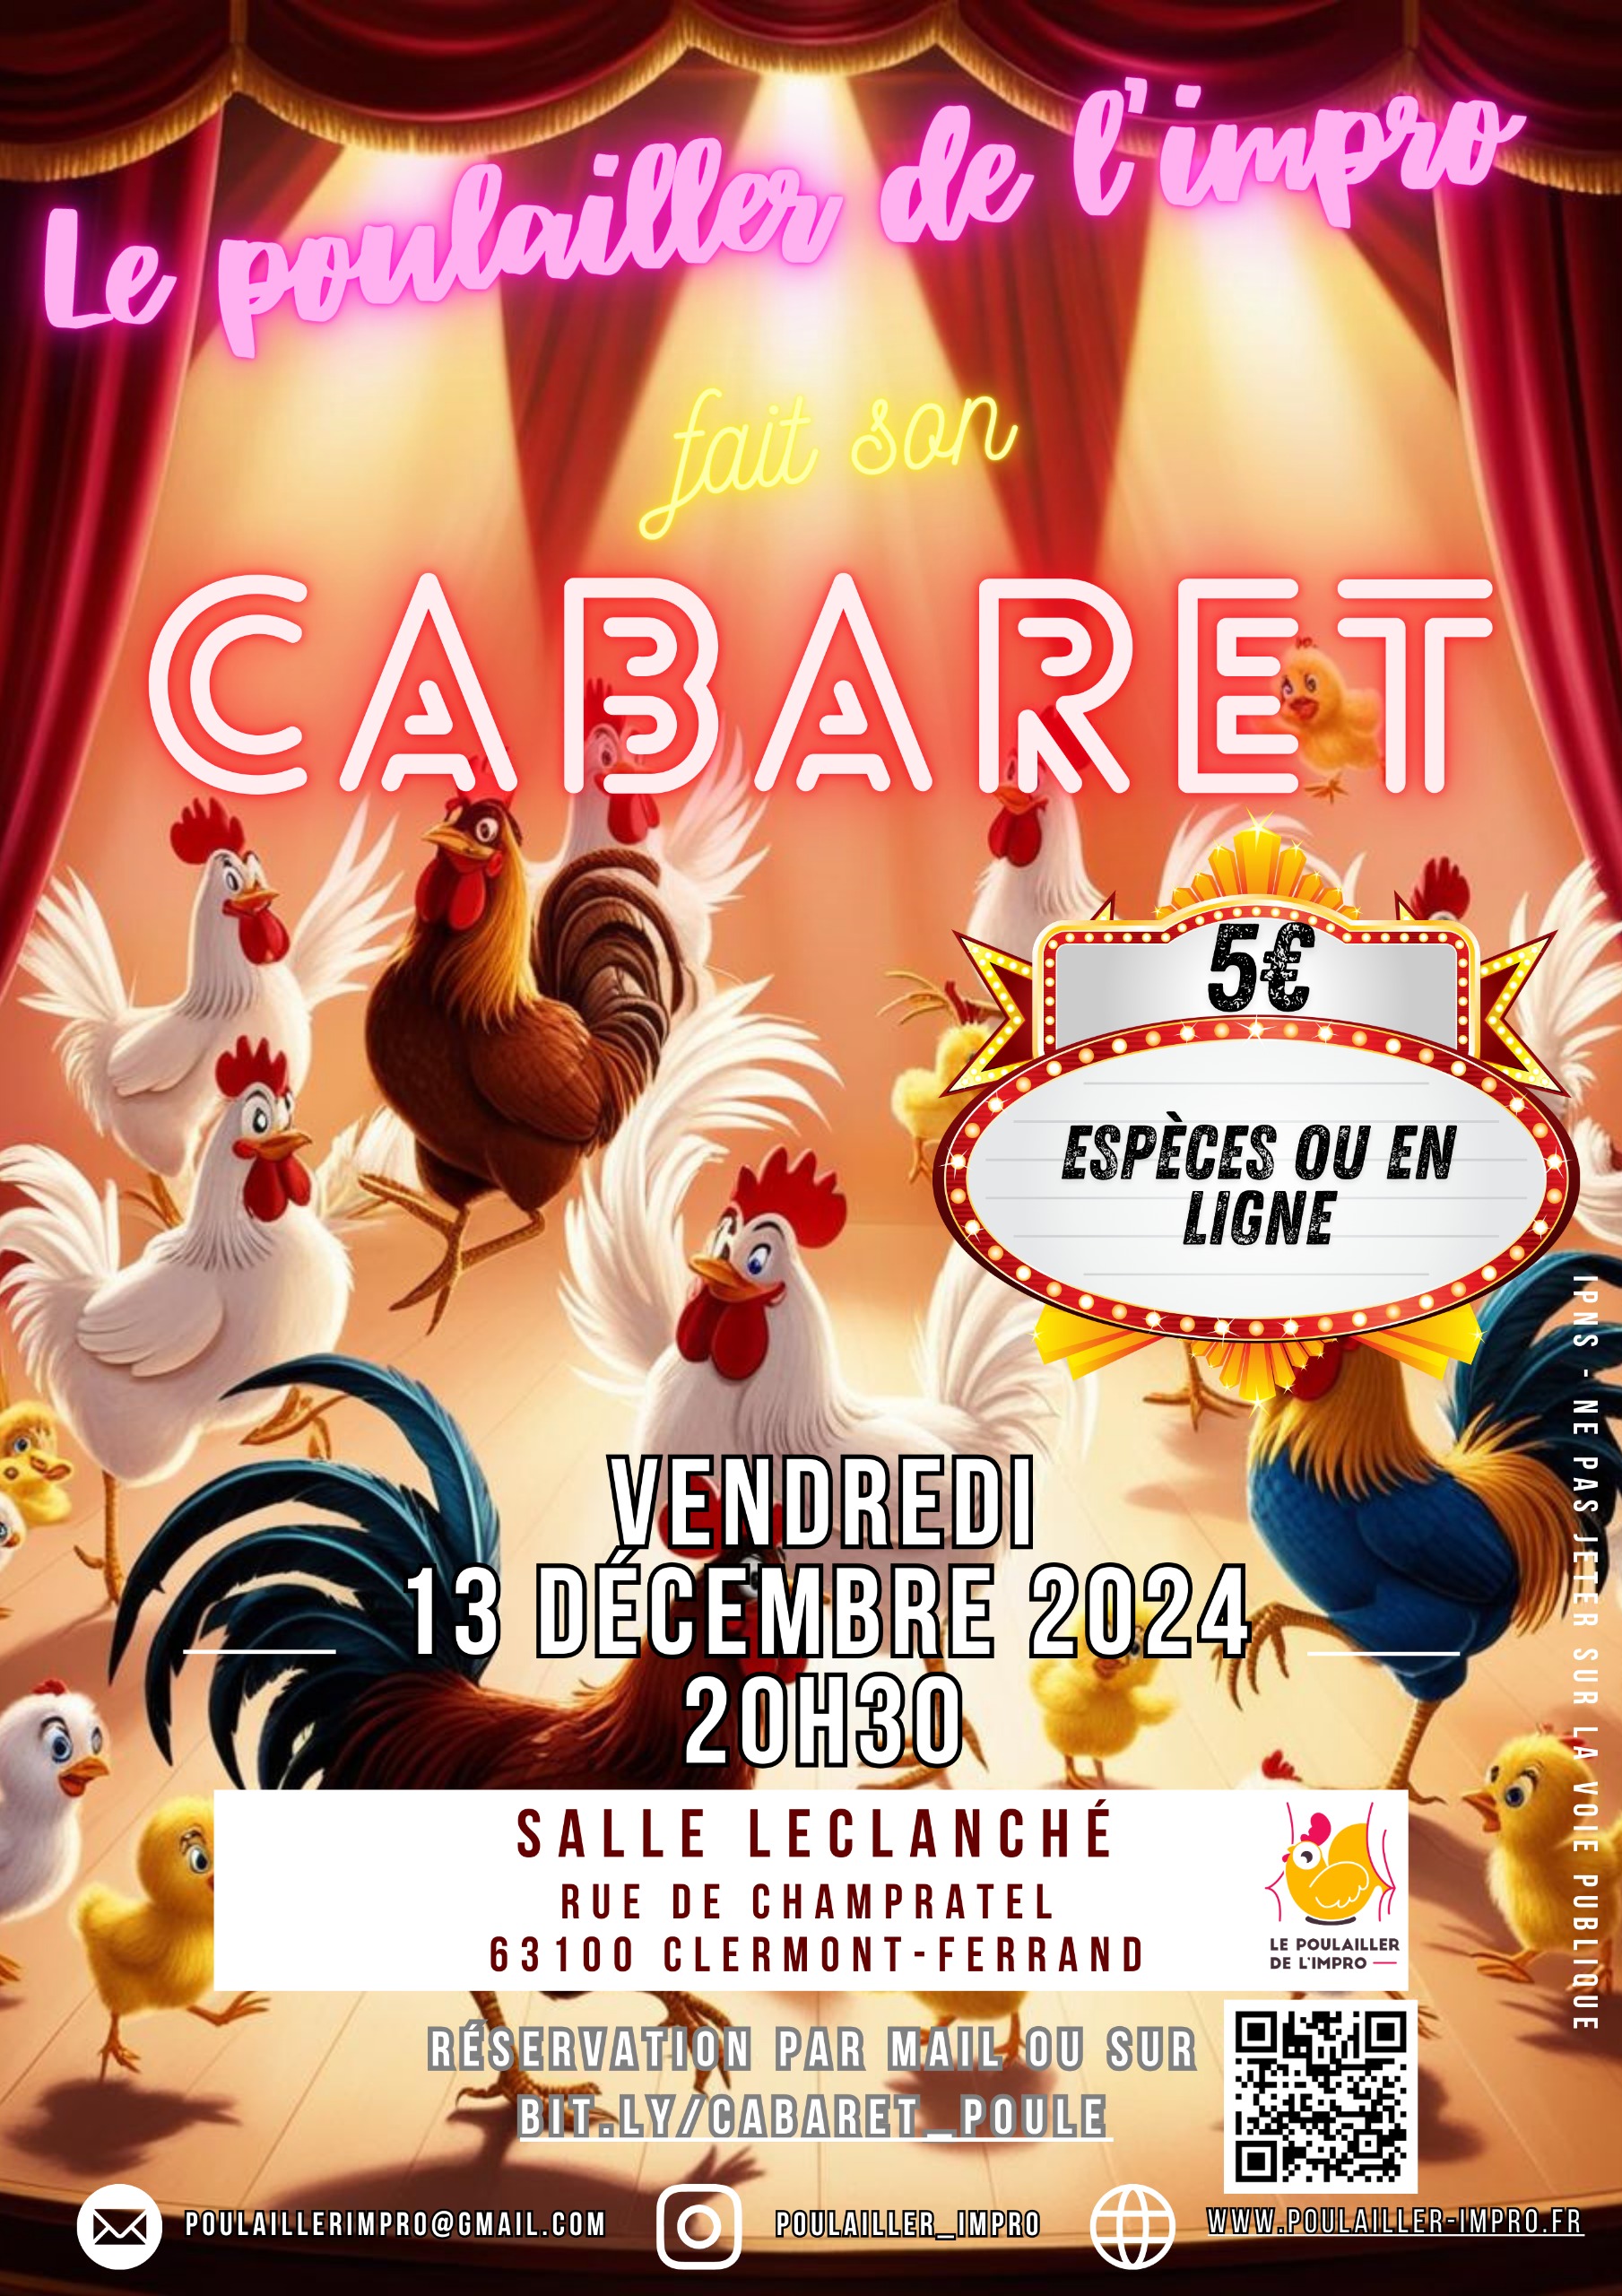 Le poulailler de l'impro
fait son
CABARET
5€
ESPÈCES OU EN
LIGNE
VENDREDI
13 DÉCEMBRE 2024
20H30
SALLE LECLANCHÉ
RUE DE CHAMPRATEL
63100 CLERMONT-FERRAND
LE POULAILLER
DE L'IMPRO
RÉSERVATION PAR MAIL OU SUR
BIT.LY/CABARET_POULE
POULAILLERIMPRO@GMAIL.COM
POULAILLER_IMPRO
WWW.POULAILLER-IMPRO.FR
IPNS - NE PAS JETER SUR LA VOIE PUBLIQUE